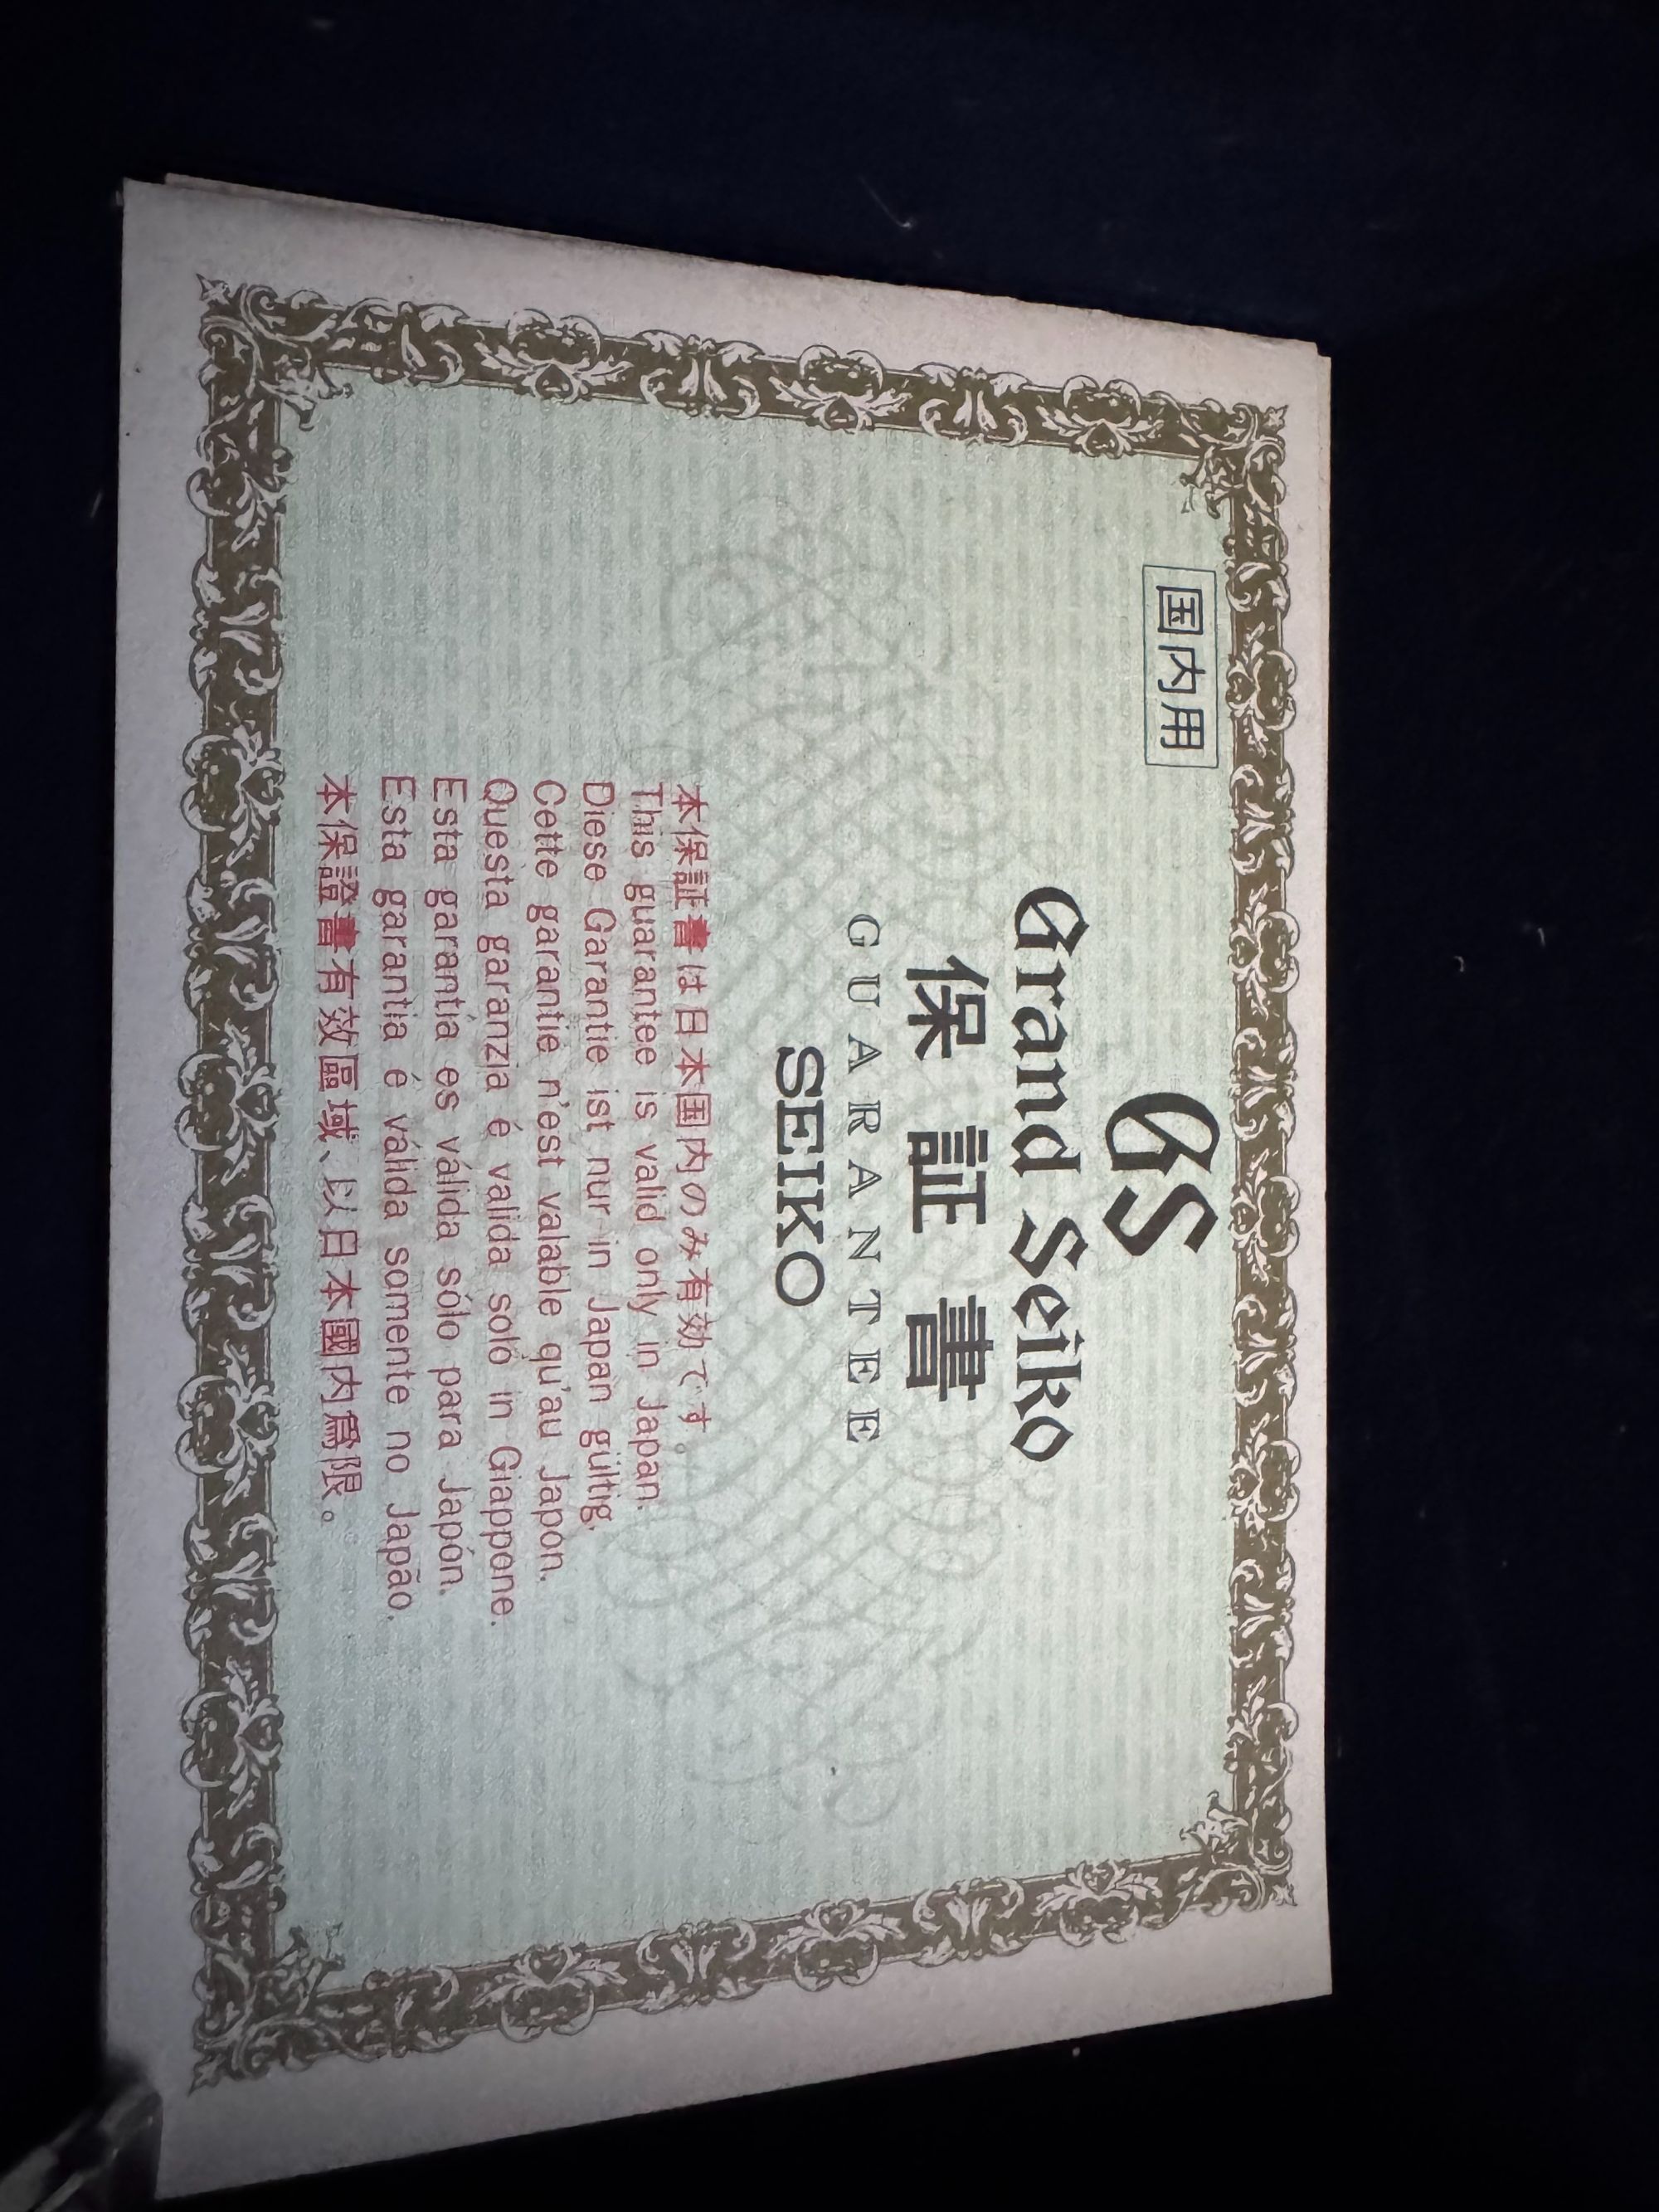 国内用
GS
Grand Seiko
保証書
GUARANTEE
SEIKO
本保証書は日本国内のみ有効です。
This guarantee is valid only in Japan.
Diese Garantie ist nur in Japan gültig.
Cette garantie n'est valable qu'au Japon.
Questa garanzia é valida solo in Giappone.
Esta garantía es válida sólo para Japón.
Esta garantia é válida somente no Japão.
本保證書有效區域、以日本國内爲限。